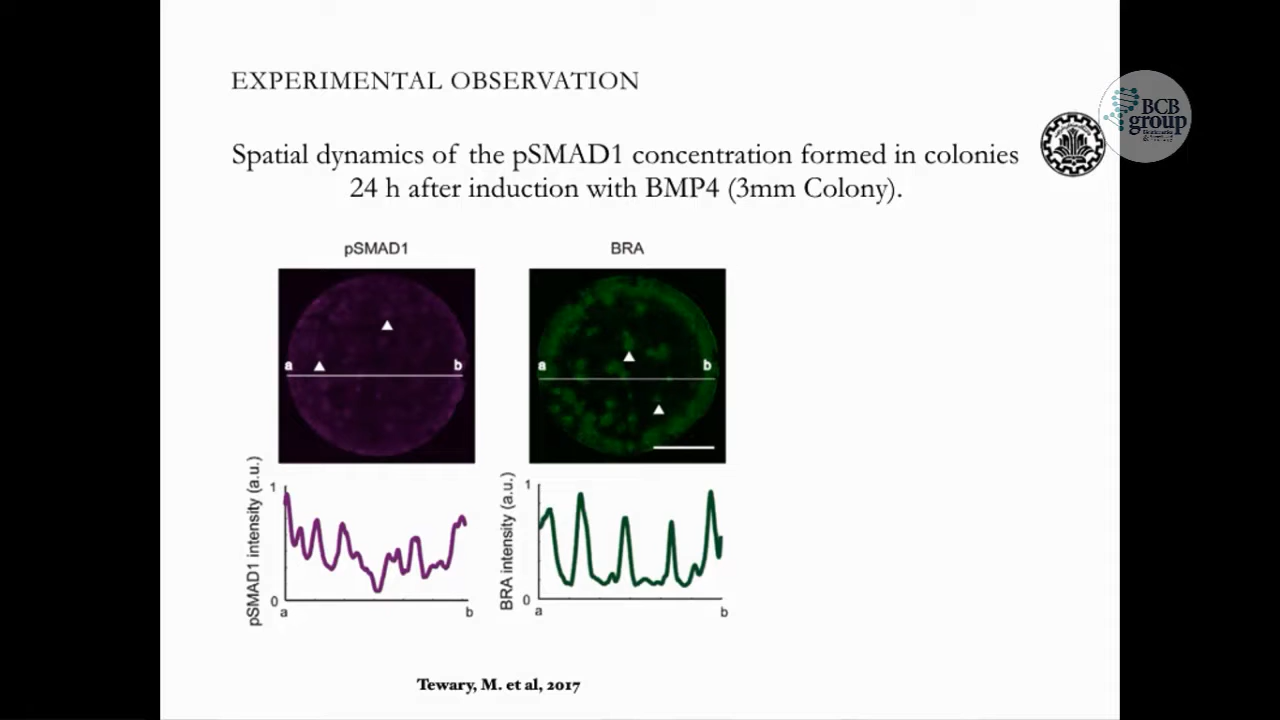 EXPERIMENTAL OBSERVATION
BCB
group
Spatial dynamics of the pSMAD1 concentration formed in colonies
24 h after induction with BMP4 (3mm Colony).
pSMAD1
BRA
a
b
a
b
pSMAD1 intensity (a.u.)
1
0
a
b
BRA intensity (a.u.)
1
0
a
b
Tewary, M. et al, 2017